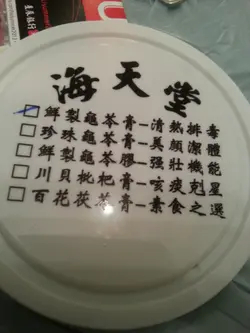 海天堂
鮮製龜苓膏—清熱排毒
珍珠龜苓膏—美顏潔體
鮮製龜苓膠—强壯機能
川貝枇杷膏—咳痰剋星
百花茯苓膏—素食之選